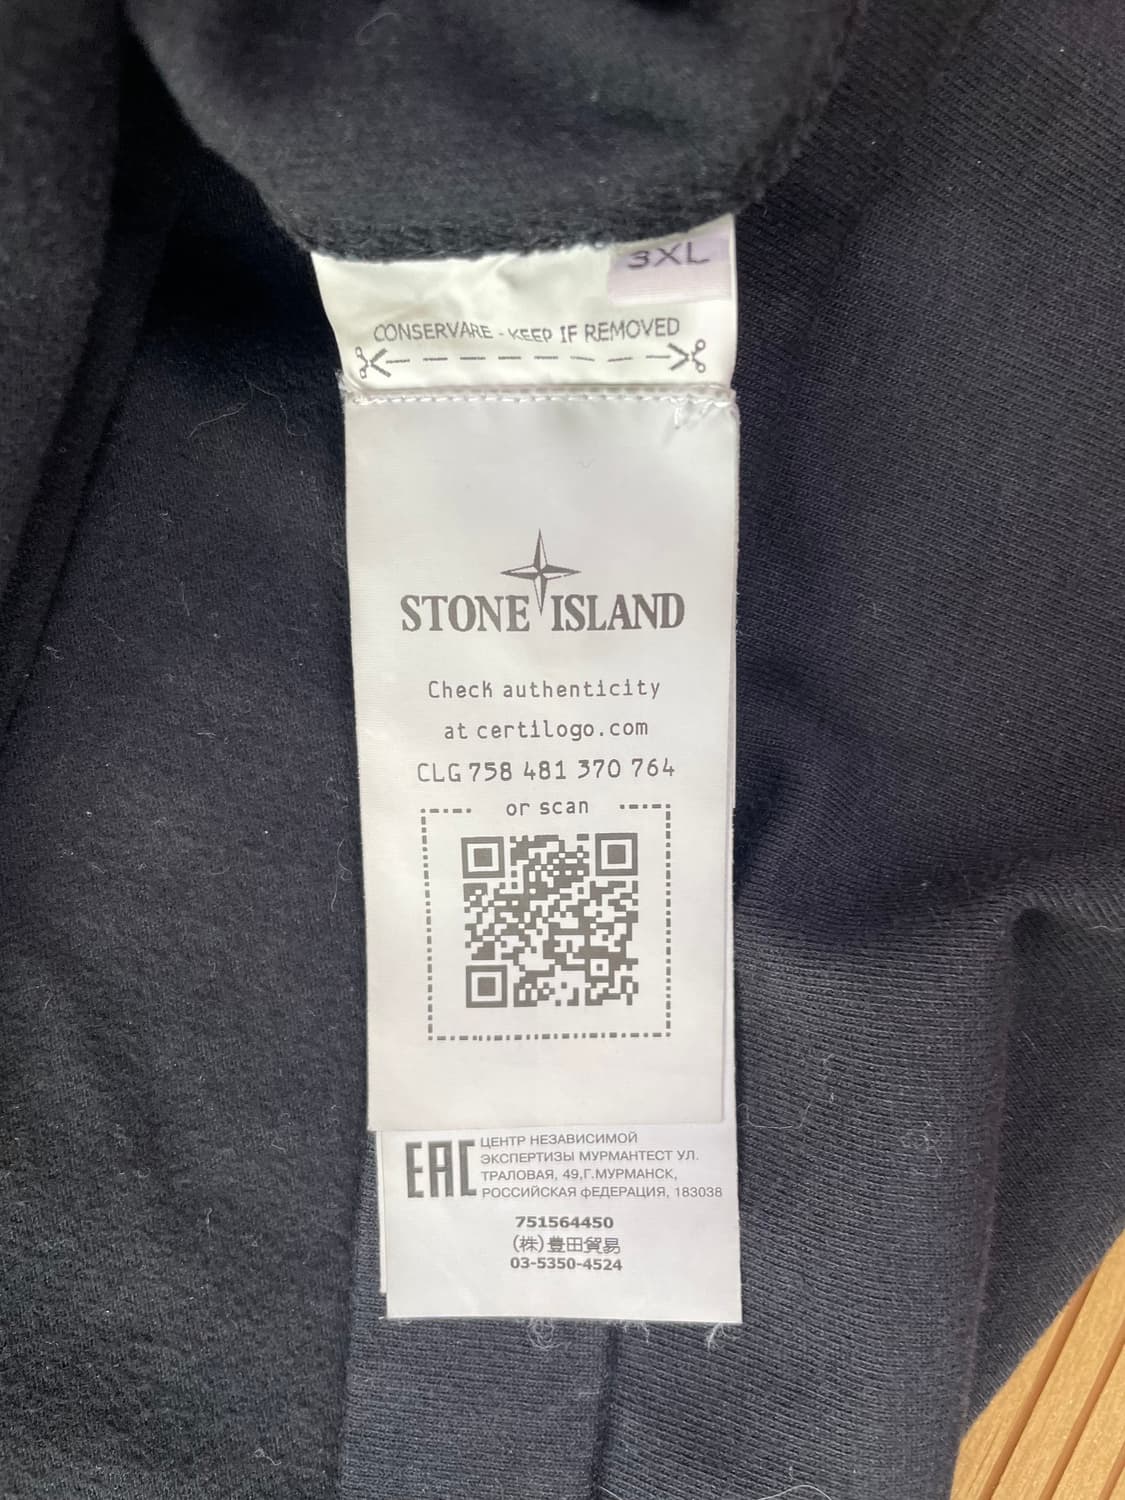 3XL
CONSERVARE - KEEP IF REMOVED
STONE ISLAND
Check authenticity
at certilogo.com
CLG 758 481 370 764
or scan
EAC
ЦЕНТР НЕЗАВИСИМОЙ
ЭКСПЕРТИЗЫ МУРМАНТЕСТ УЛ.
ТРАЛОВАЯ, 49,Г.МУРМАНСК,
РОССИЙСКАЯ ФЕДЕРАЦИЯ, 183038
751564450
(株)豊田貿易
03-5350-4524